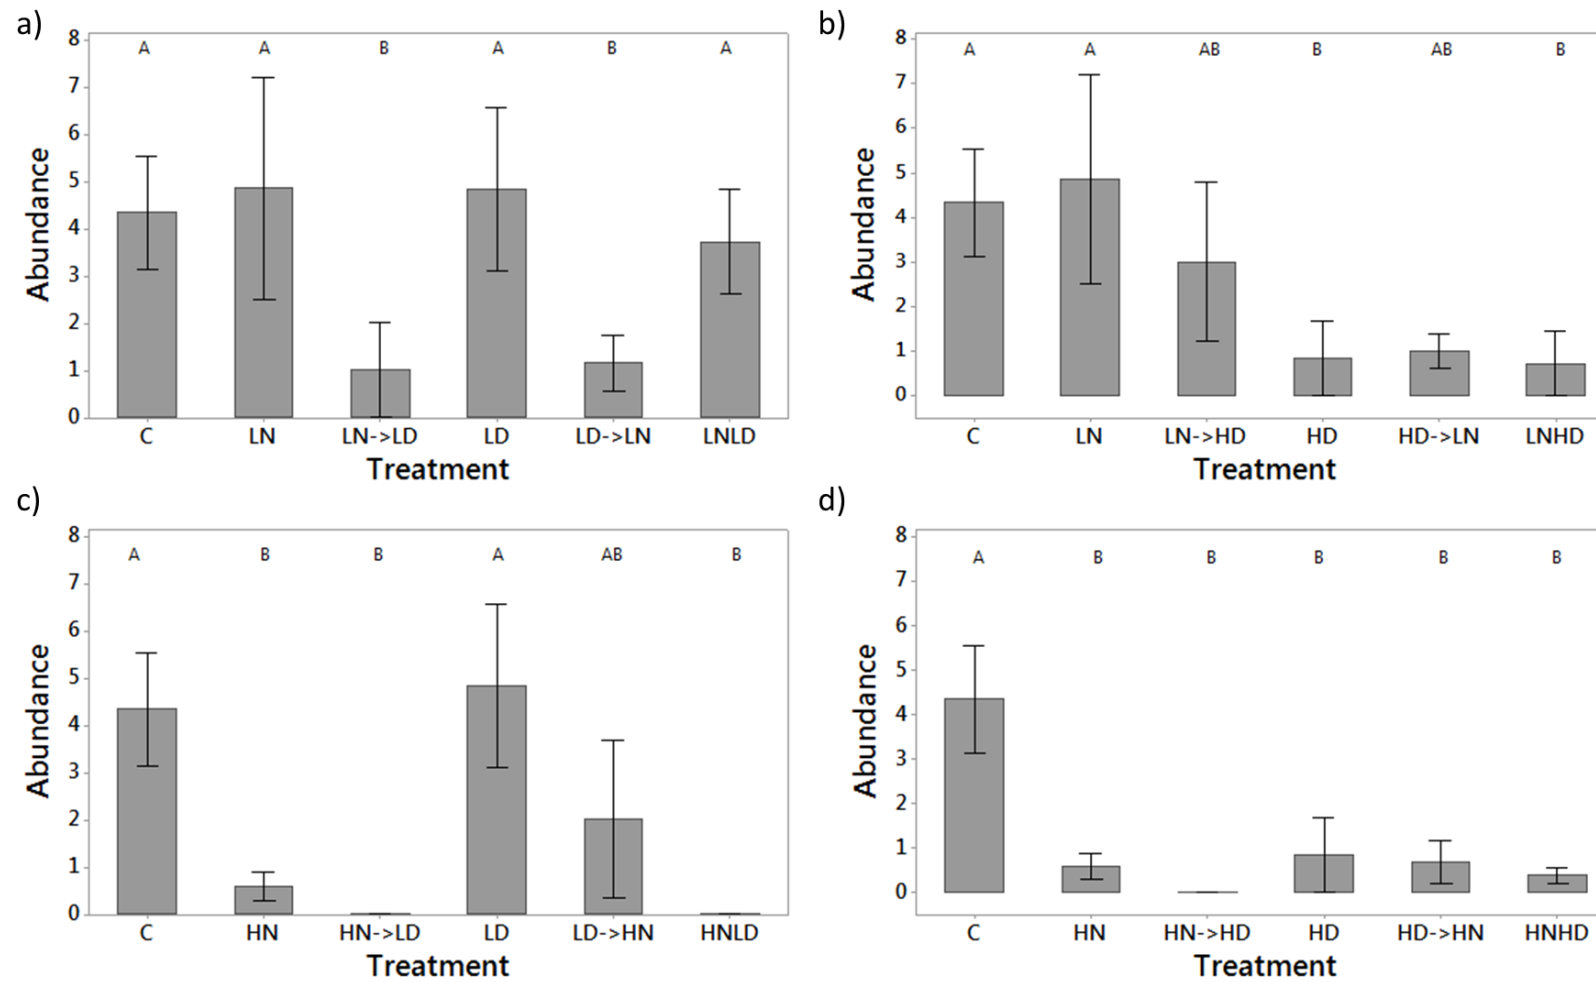 a)
8
7
6
5
4
3
2
1
0
Abundance
A A B A B A
C LN LN->LD LD LD->LN LNLD
Treatment
b)
8
7
6
5
4
3
2
1
0
Abundance
A A AB B AB B
C LN LN->HD HD HD->LN LNHD
Treatment
c)
8
7
6
5
4
3
2
1
0
Abundance
A B B A AB B
C HN HN->LD LD LD->HN HNLD
Treatment
d)
8
7
6
5
4
3
2
1
0
Abundance
A B B B B B
C HN HN->HD HD HD->HN HNHD
Treatment